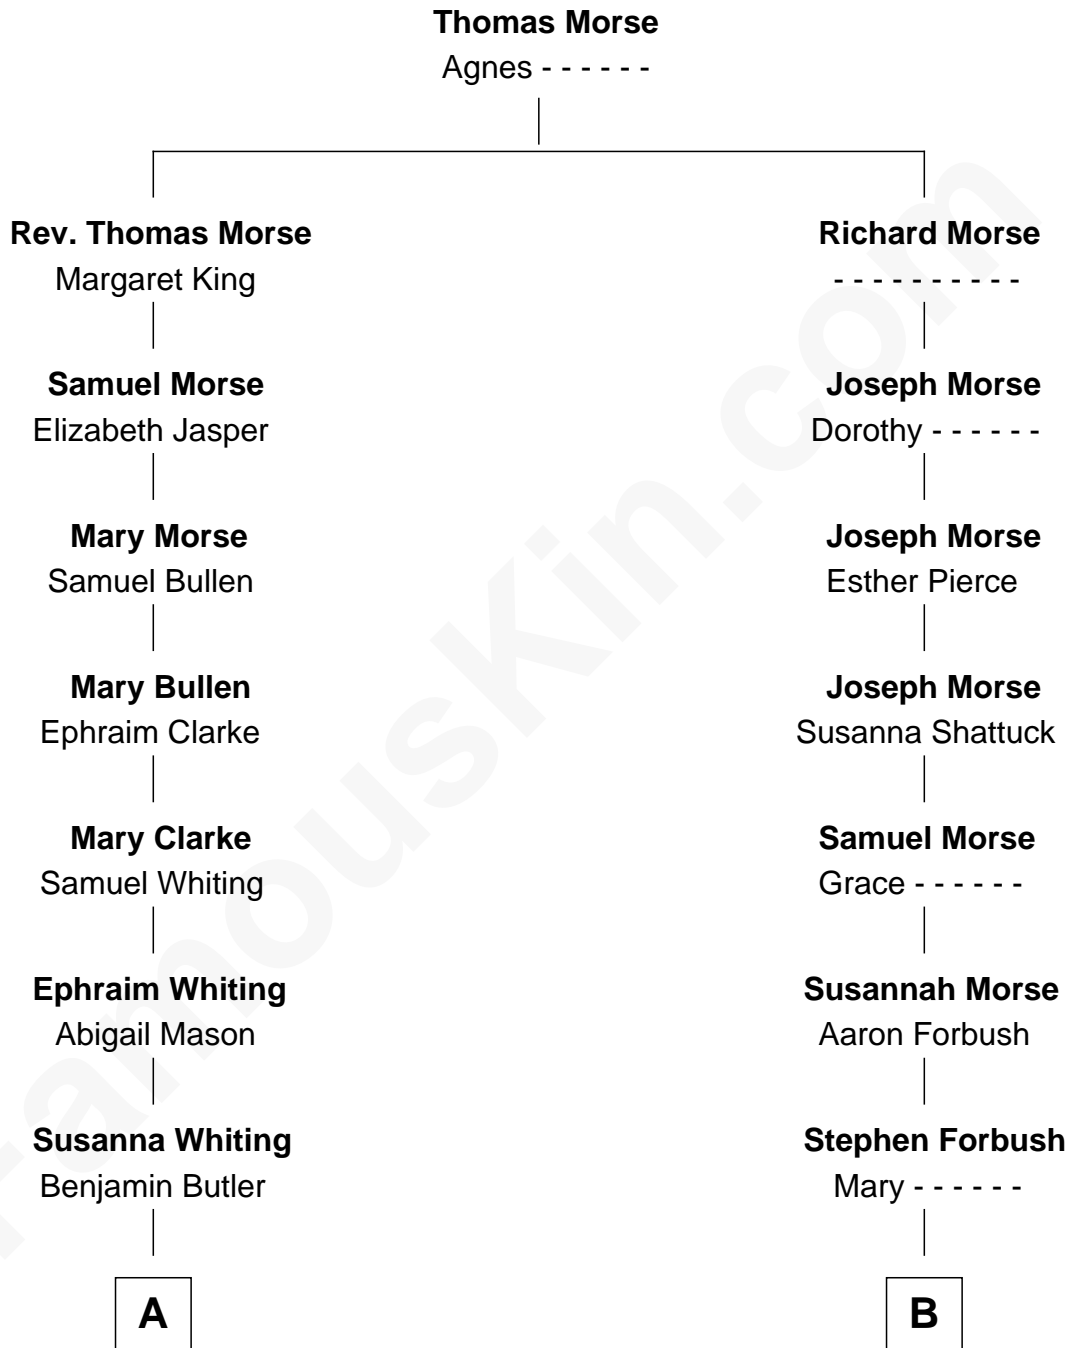 Thomas Morse
Agnes - - - - - -
Rev. Thomas Morse
Margaret King
Richard Morse
- - - - - - - - - -
Samuel Morse
Elizabeth Jasper
Joseph Morse
Dorothy - - - - - -
Mary Morse
Samuel Bullen
Joseph Morse
Esther Pierce
Mary Bullen
Ephraim Clarke
Joseph Morse
Susanna Shattuck
Mary Clarke
Samuel Whiting
Samuel Morse
Grace - - - - - -
Ephraim Whiting
Abigail Mason
Susannah Morse
Aaron Forbush
Susanna Whiting
Benjamin Butler
Stephen Forbush
Mary - - - - - -
A
B
FamousKin.com